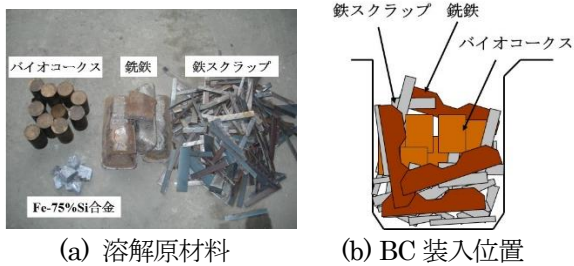 バイオコークス
銑鉄
鉄スクラップ
Fe-75%Si合金
(a) 溶解原材料
鉄スクラップ
銑鉄
バイオコークス
(b) BC 装入位置